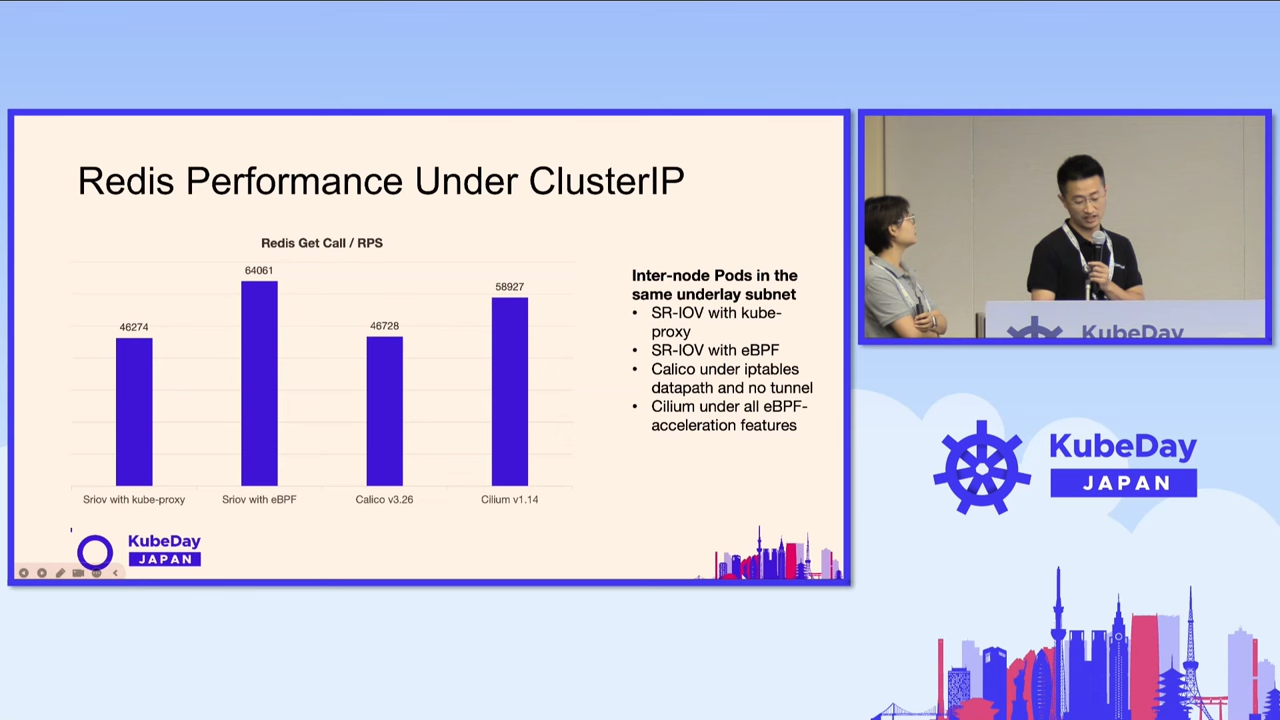 Redis Performance Under ClusterIP
Redis Get Call / RPS
46274
64061
46728
58927
Sriov with kube-proxy
Sriov with eBPF
Calico v3.26
Cilium v1.14
Inter-node Pods in the
same underlay subnet
• SR-IOV with kube-
proxy
• SR-IOV with eBPF
• Calico under iptables
datapath and no tunnel
• Cilium under all eBPF-
acceleration features
KubeDay
JAPAN
KubeDay
KubeDay
JAPAN